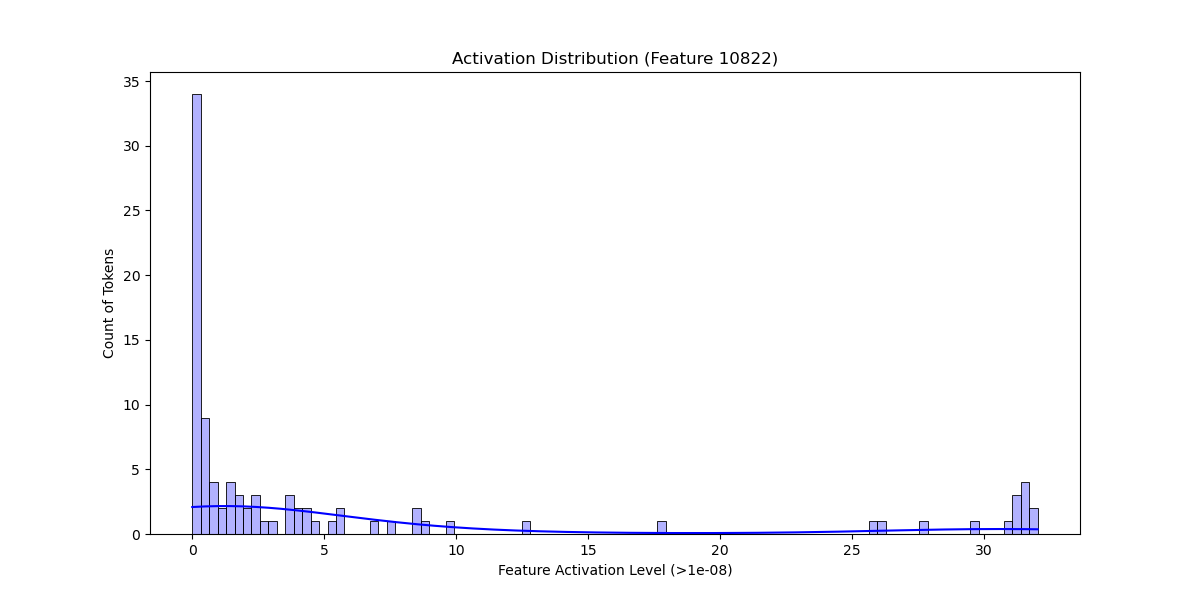 Activation Distribution (Feature 10822)
35
30
25
20
15
10
5
0
Count of Tokens
0 5 10 15 20 25 30
Feature Activation Level (>1e-08)